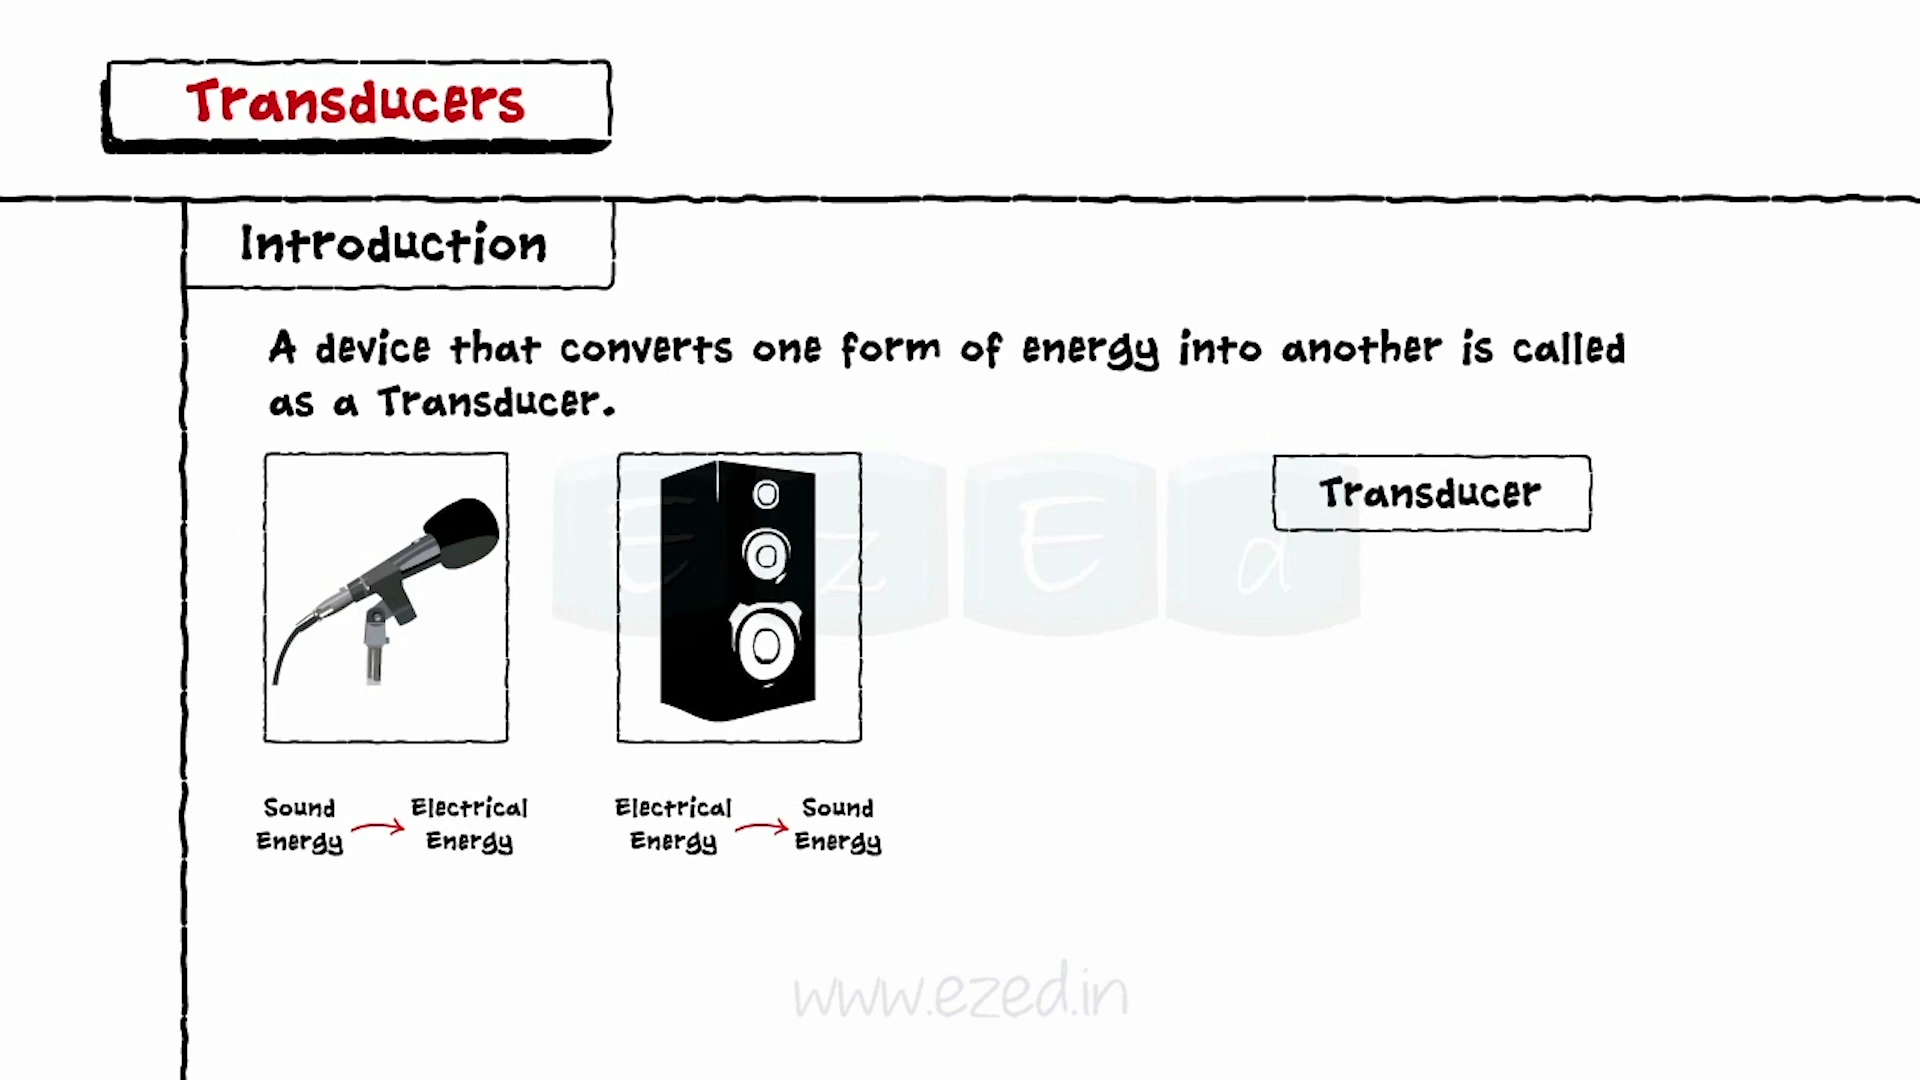 Transducers
Introduction
A device that converts one form of energy into another is called
as a Transducer.
Transducer
E z E d
Sound Electrical
Energy Energy
Electrical Sound
Energy Energy
www.ezed.in